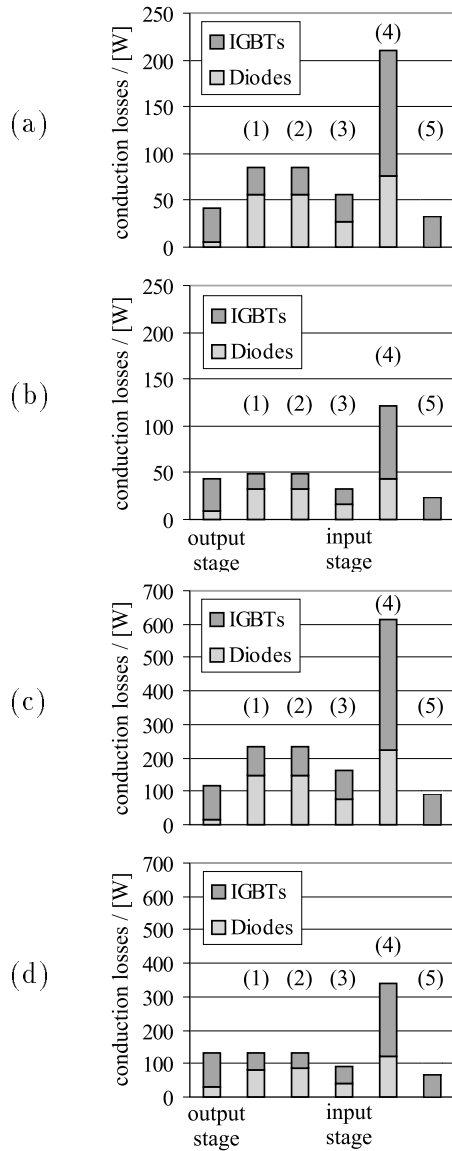 (a)
conduction losses / [W]
250
200
150
100
50
0
IGBTs
Diodes
(1) (2) (3) (4) (5)
(b)
conduction losses / [W]
250
200
150
100
50
0
IGBTs
Diodes
(1) (2) (3) (4) (5)
output stage
input stage
(c)
conduction losses / [W]
700
600
500
400
300
200
100
0
IGBTs
Diodes
(1) (2) (3) (4) (5)
(d)
conduction losses / [W]
700
600
500
400
300
200
100
0
IGBTs
Diodes
(1) (2) (3) (4) (5)
output stage
input stage